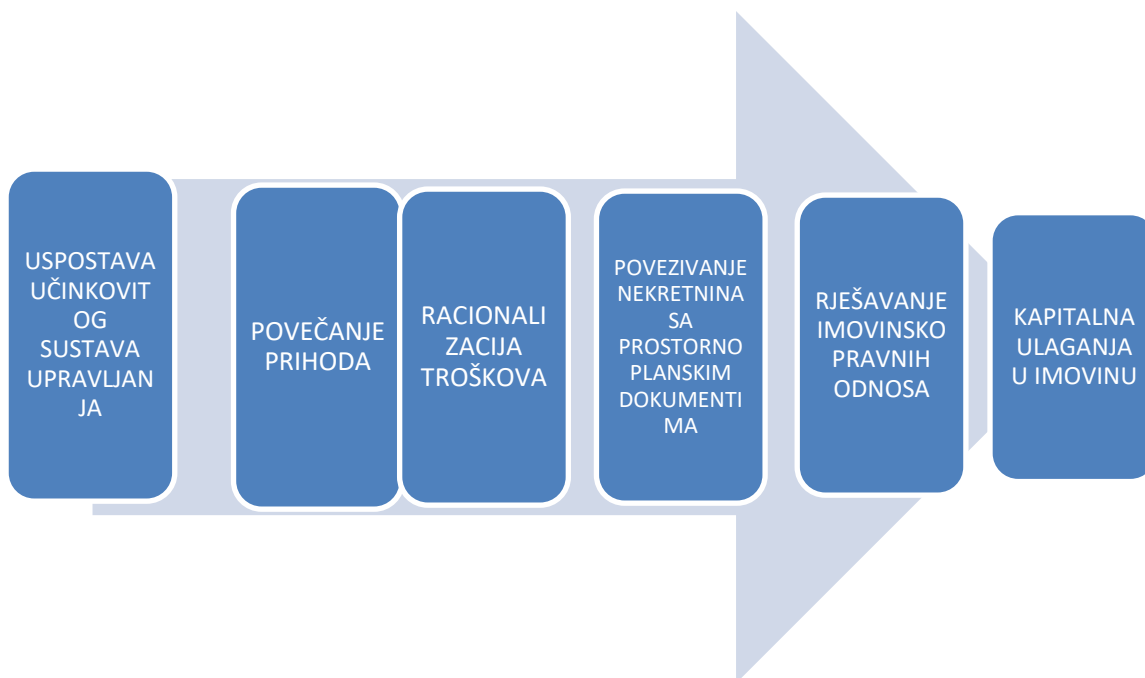 USPOSTAVA
UČINKOVIT
OG
SUSTAVA
UPRAVLJAN
JA
POVEČANJE
PRIHODA
RACIONALI
ZACIJA
TROŠKOVA
POVEZIVANJE
NEKRETNINA
SA
PROSTORNO
PLANSKIM
DOKUMENTI
MA
RJEŠAVANJE
IMOVINSKO
PRAVNIH
ODNOSA
KAPITALNA
ULAGANJA
U IMOVINU